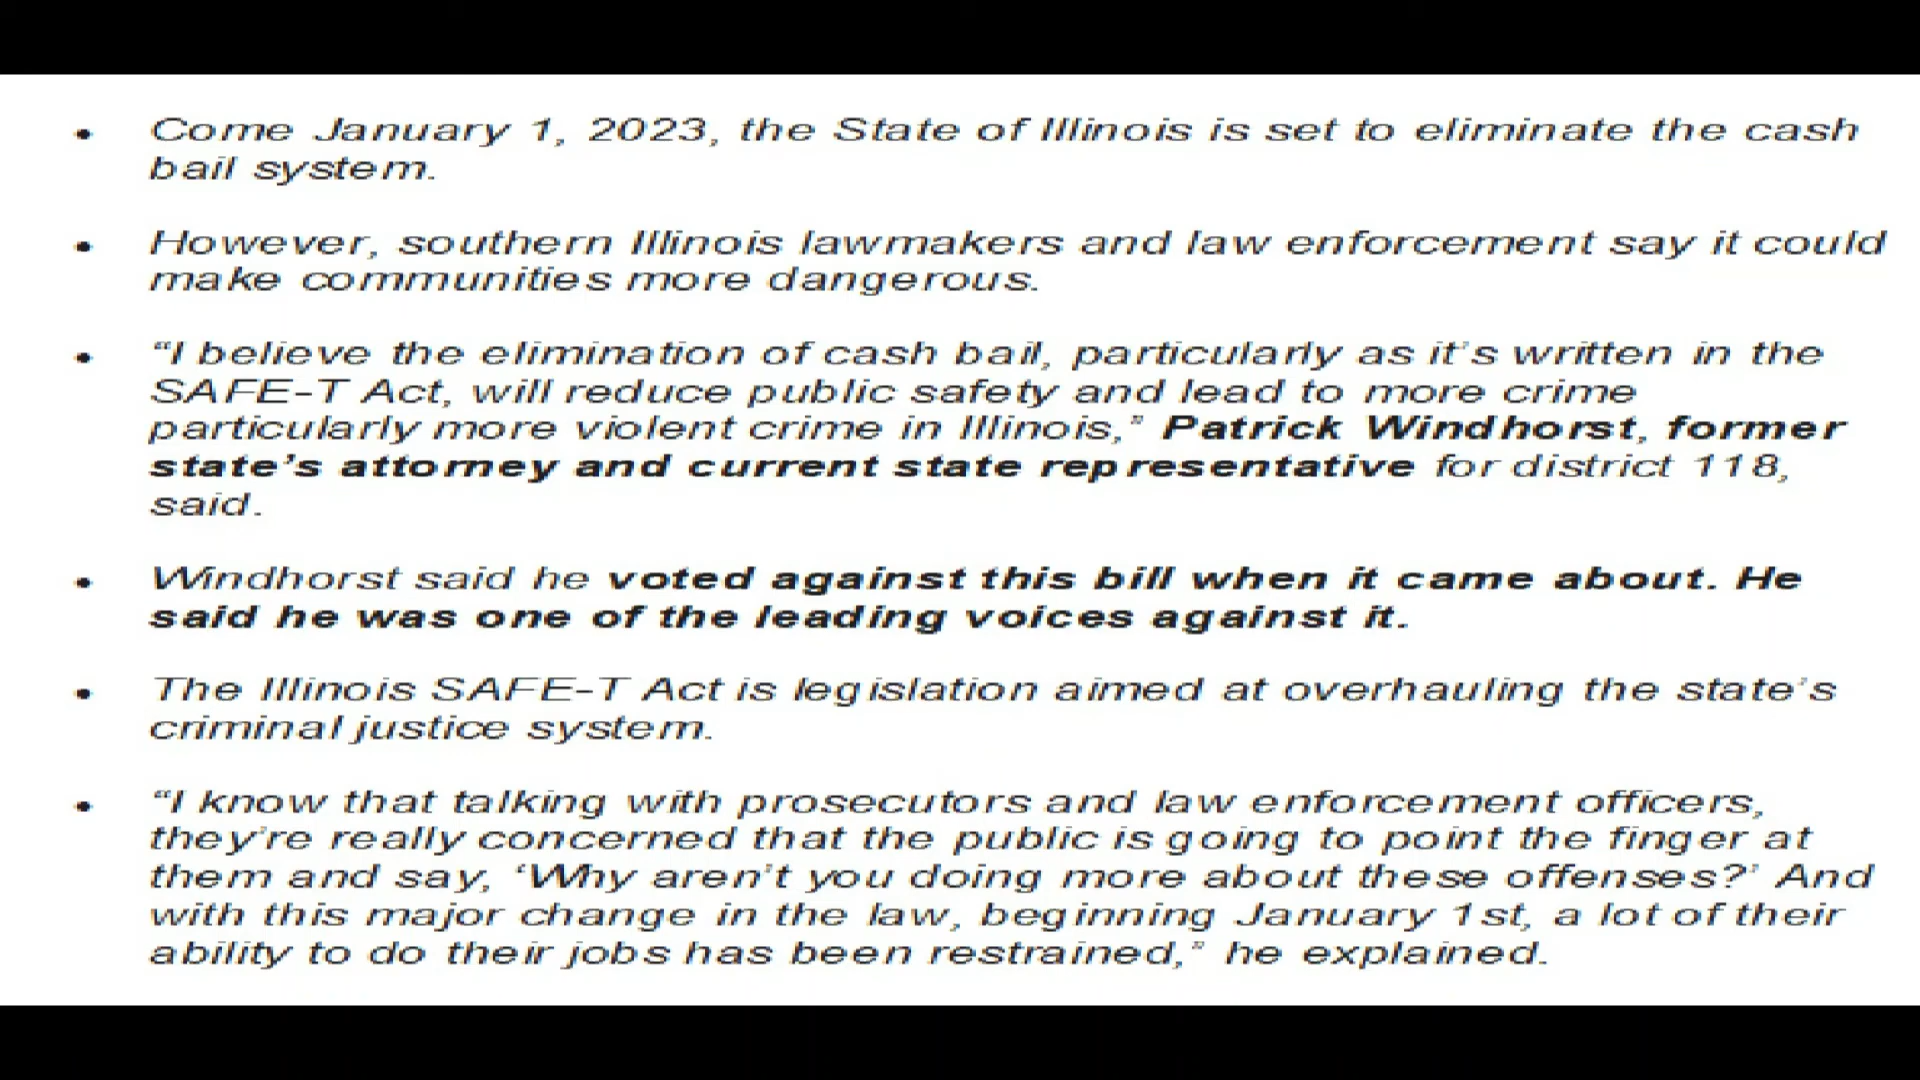 • Come January 1, 2023, the State of Illinois is set to eliminate the cash
bail system.
• However, southern Illinois lawmakers and law enforcement say it could
make communities more dangerous.
• “I believe the elimination of cash bail, particularly as it’s written in the
SAFE-T Act, will reduce public safety and lead to more crime
particularly more violent crime in Illinois,” Patrick Windhorst, former
state’s attorney and current state representative for district 118,
said.
• Windhorst said he voted against this bill when it came about. He
said he was one of the leading voices against it.
• The Illinois SAFE-T Act is legislation aimed at overhauling the state’s
criminal justice system.
• “I know that talking with prosecutors and law enforcement officers,
they’re really concerned that the public is going to point the finger at
them and say, ‘Why aren’t you doing more about these offenses?’ And
with this major change in the law, beginning January 1st, a lot of their
ability to do their jobs has been restrained,” he explained.